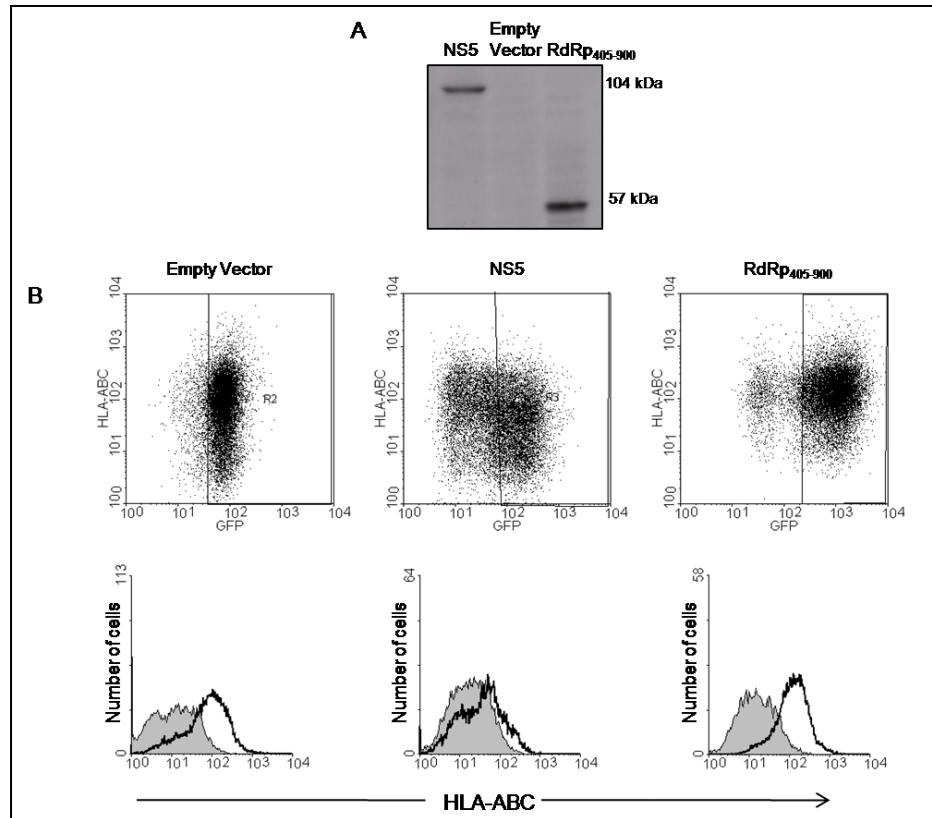 A
NS5
Empty
Vector
RdRp405-900
104 kDa
57 kDa
B
Empty Vector
NS5
RdRp405-900
HLA-ABC
100 101 102 103 104
R2
100 101 102 103 104
GFP
HLA-ABC
100 101 102 103 104
R3
100 101 102 103 104
GFP
HLA-ABC
100 101 102 103 104
100 101 102 103 104
GFP
Number of cells
0 113
100 101 102 103 104
Number of cells
0 64
100 101 102 103 104
Number of cells
0 58
100 101 102 103 104
HLA-ABC